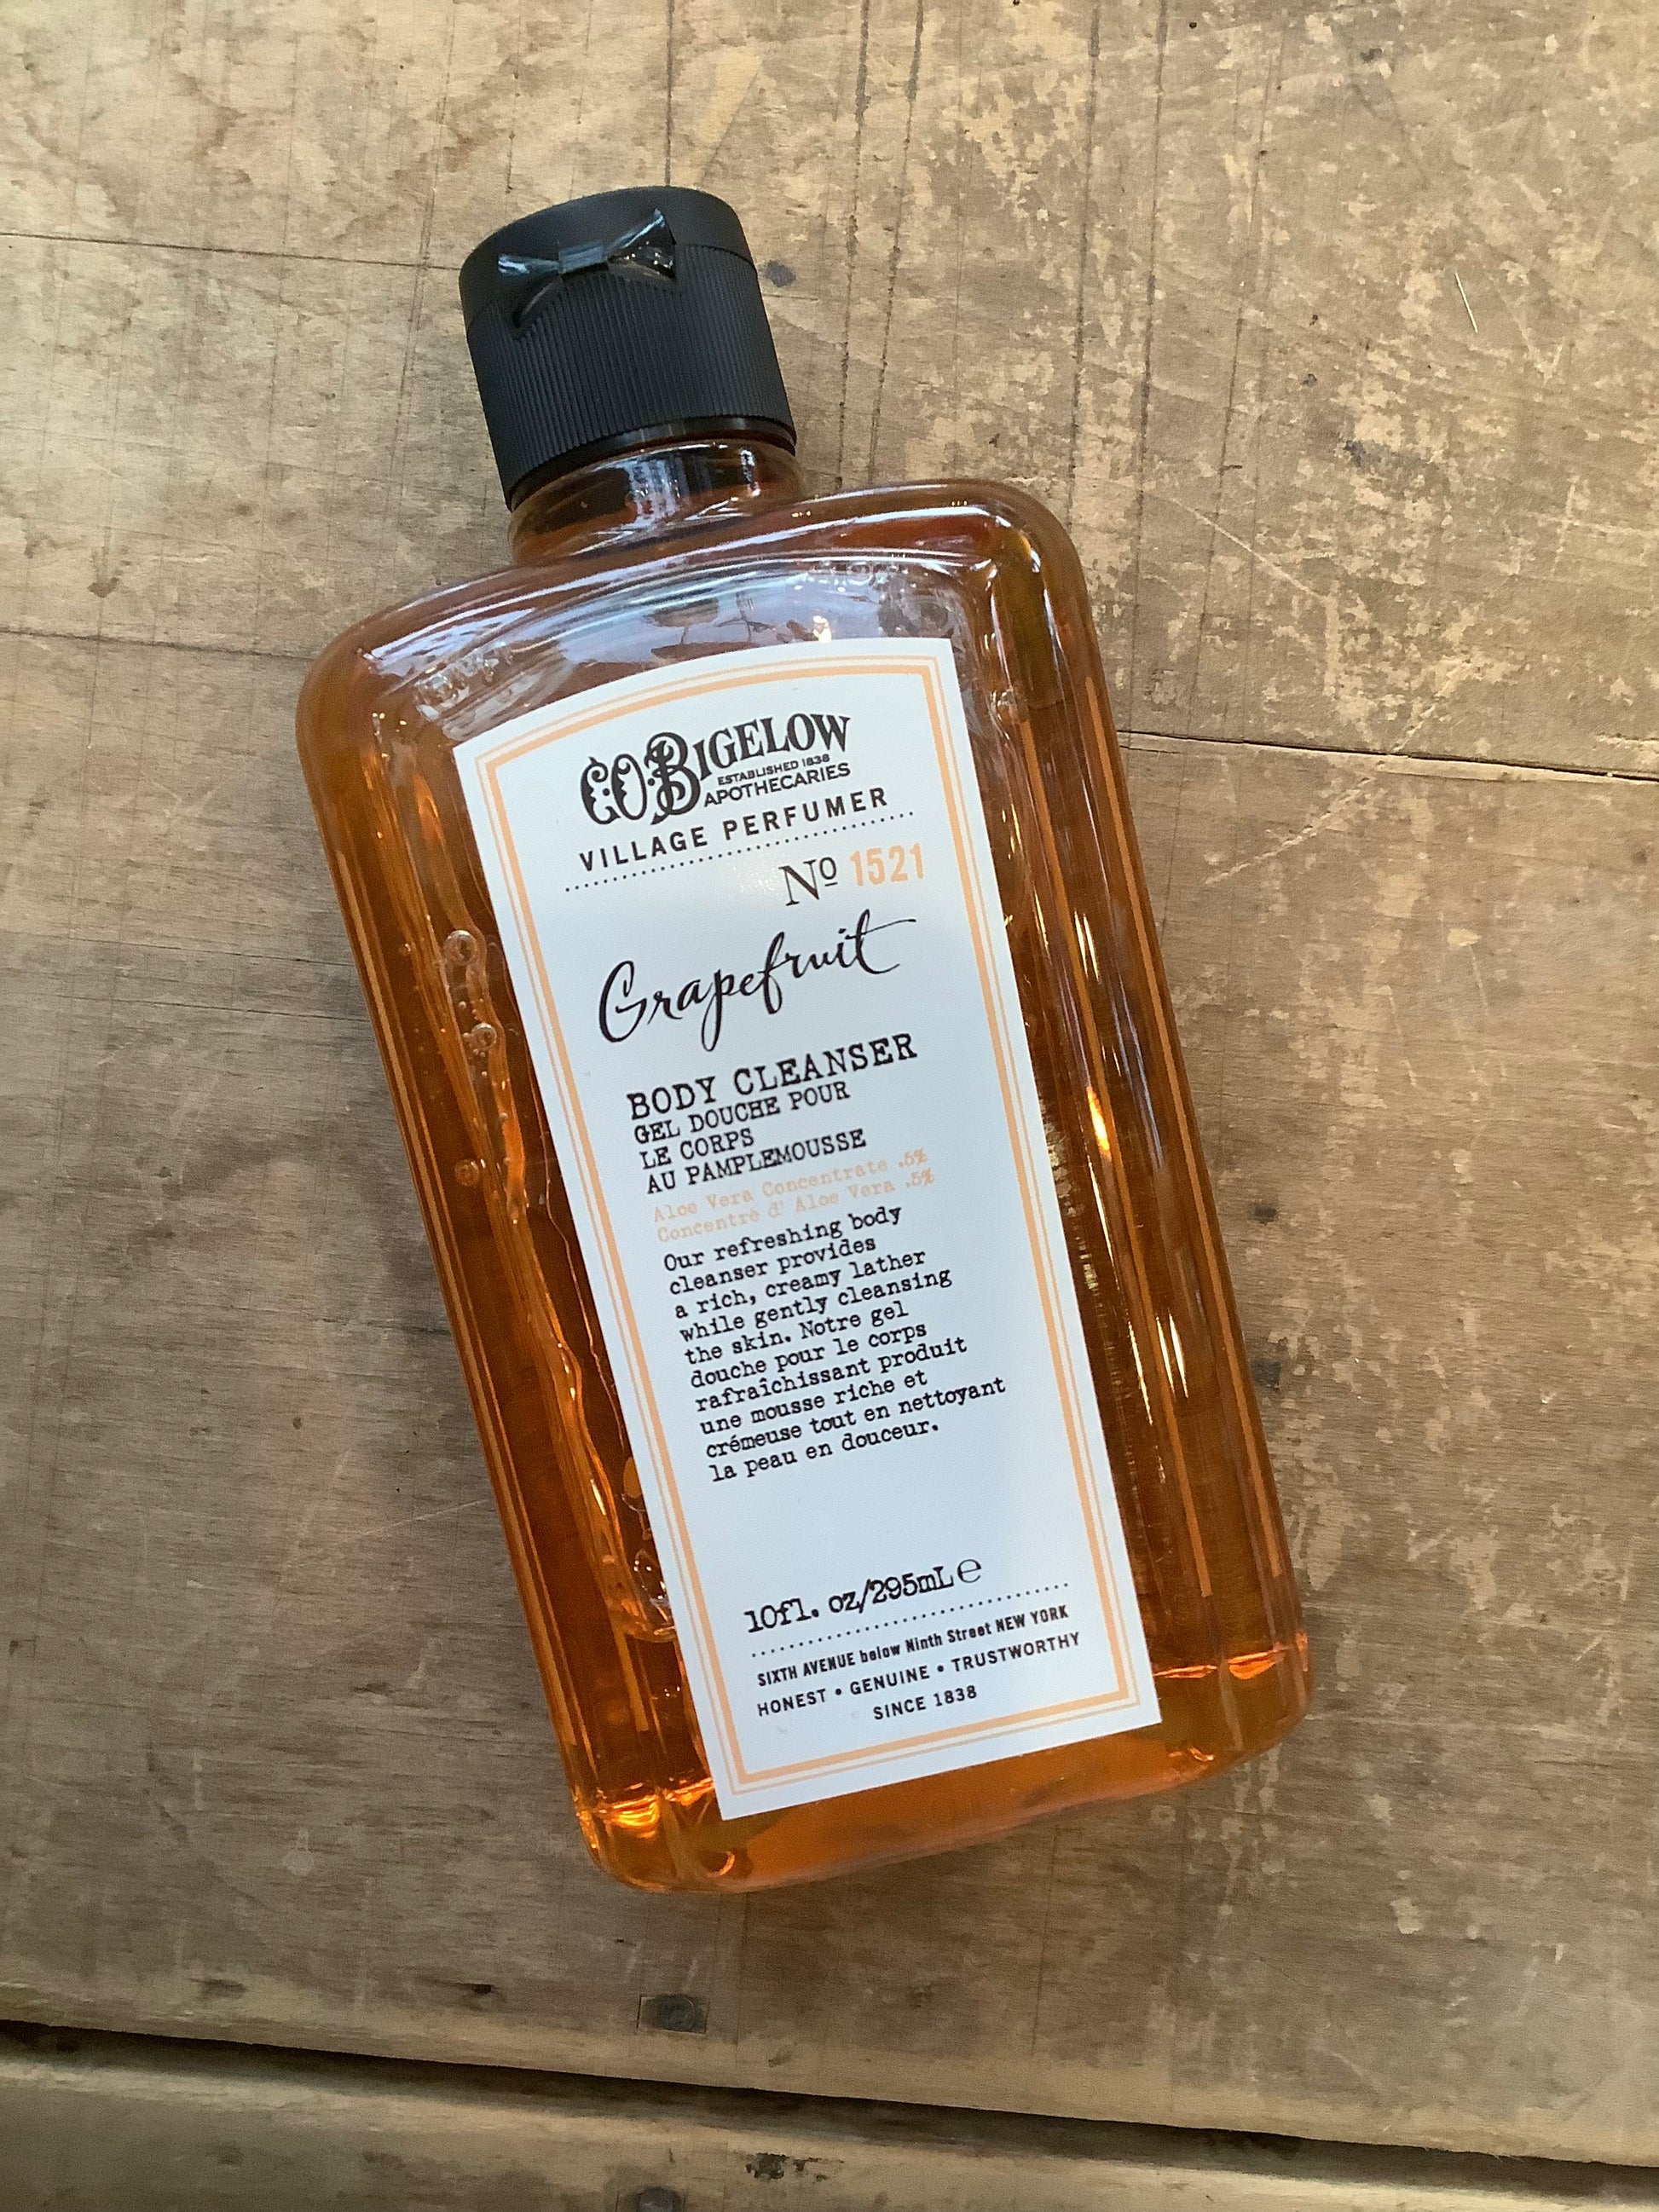 C.O. BIGELOW
ESTABLISHED 1838
APOTHECARIES
VILLAGE PERFUMER
Nº 1521
Grapefruit
BODY CLEANSER
GEL DOUCHE POUR
LE CORPS
AU PAMPLEMOUSSE
Aloe Vera Concentrate .5%
Concentrè d' Aloe Vera .5%
Our refreshing body
cleanser provides
a rich, creamy lather
while gently cleansing
the skin. Notre gel
douche pour le corps
rafraîchissant produit
une mousse riche et
crémeuse tout en nettoyant
la peau en douceur.
10fl. oz/295mL ℮
SIXTH AVENUE below Ninth Street NEW YORK
HONEST • GENUINE • TRUSTWORTHY
SINCE 1838